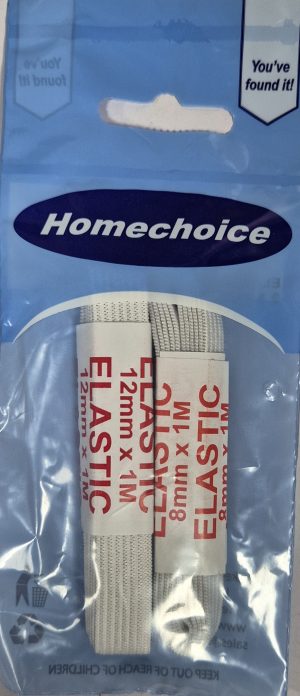 You've
found it!
You've
found it!
Homechoice
ELASTIC
12mm x 1M
ELASTIC
12mm x 1M
ELASTIC
8mm x 1M
ELASTIC
8mm x 1M
KEEP OUT OF REACH OF CHILDREN